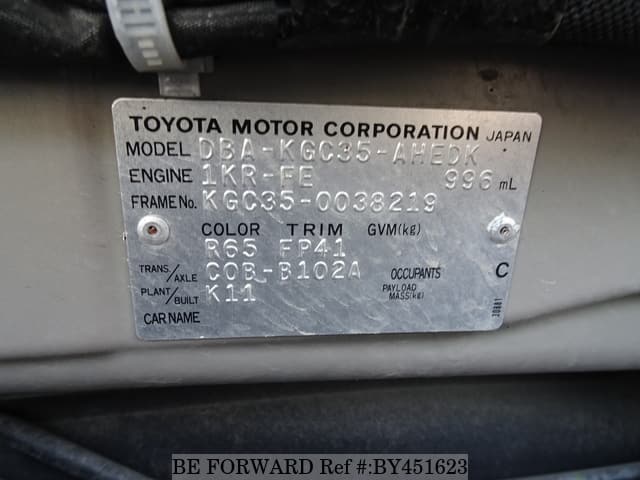 TOYOTA MOTOR CORPORATION JAPAN
MODEL DBA-KGC35-AHEDK
ENGINE 1KR-FE 996 mL
FRAME No. KGC35-0038219
COLOR TRIM GVM(kg)
R65 FP41
TRANS/AXLE C0B-B102A OCCUPANTS C
PLANT/BUILT K11 PAYLOAD MASS(kg)
CAR NAME
30881
BE FORWARD Ref #:BY451623